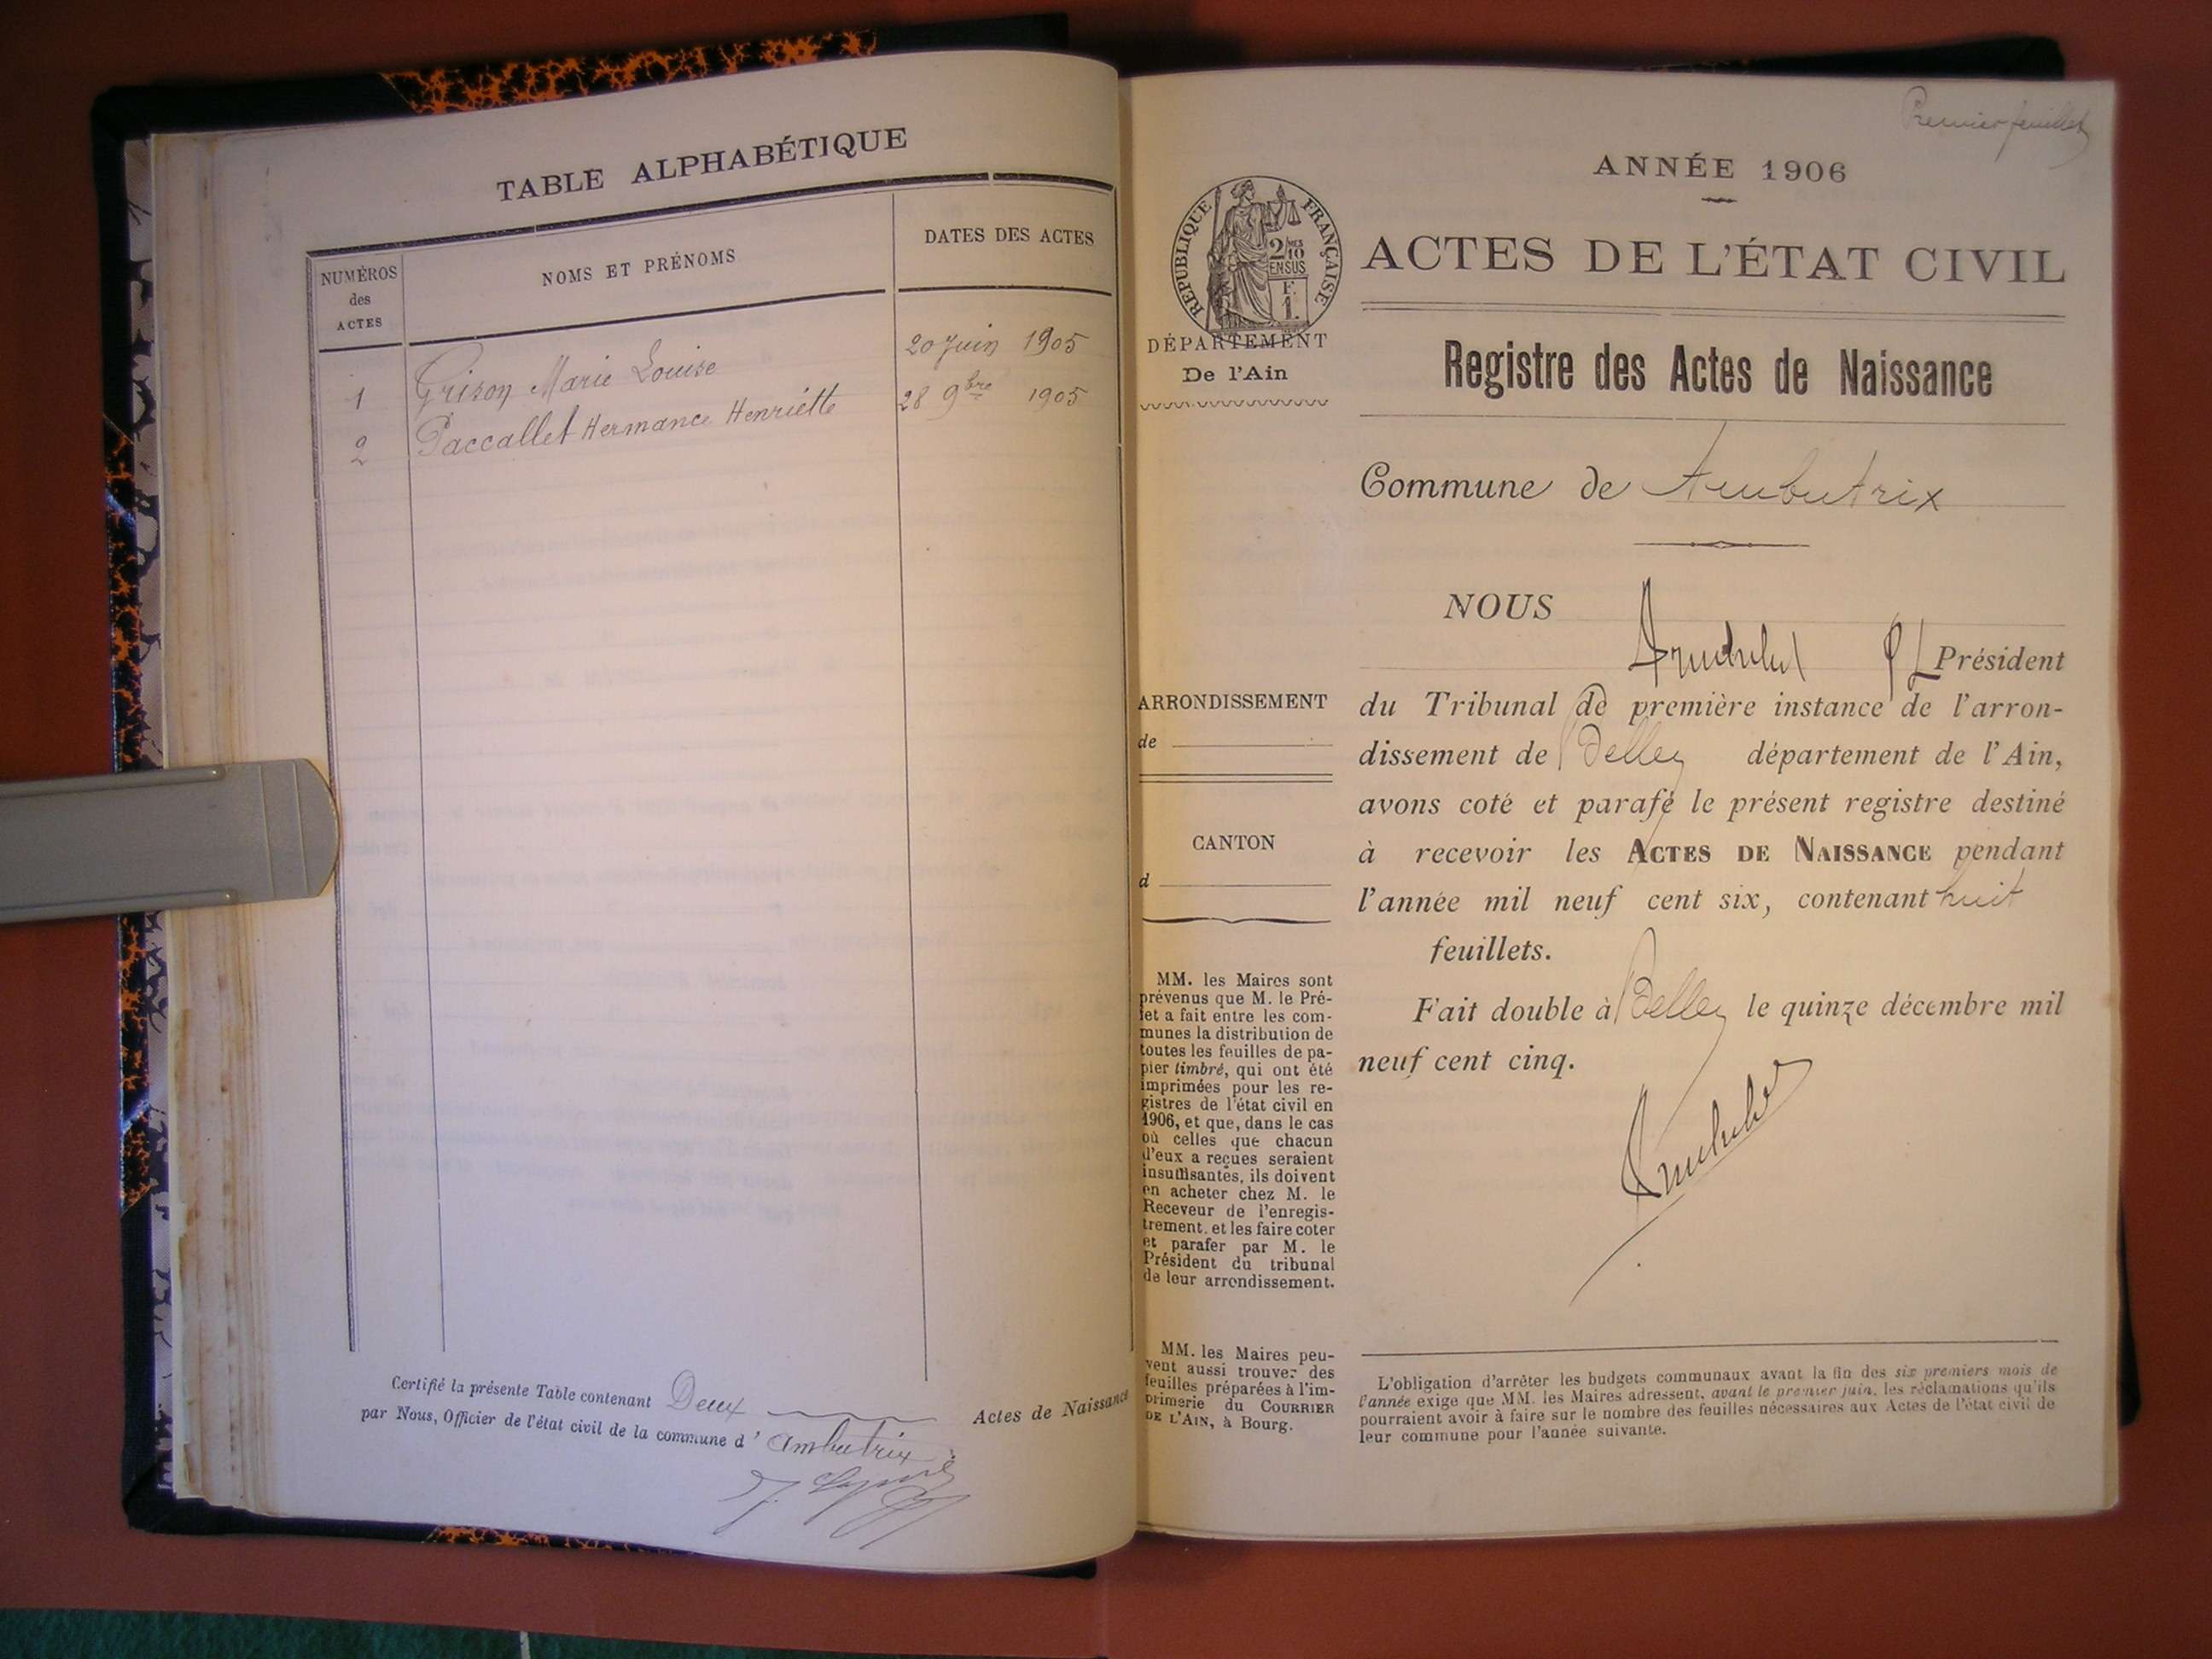 TABLE ALPHABÉTIQUE
NUMÉROS
des
ACTES
NOMS ET PRÉNOMS
DATES DES ACTES
1 Grison Marie Louise 20 Juin 1905
2 Paccallet Hermance Henriette 28 9bre 1905
Certifié la présente Table contenant Deux Actes de Naissance
par Nous, Officier de l'état civil de la commune d' Ambutrix
Premier feuillet
ANNÉE 1906
RÉPUBLIQUE FRANÇAISE
2/10
EN SUS
F.
1.
DÉPARTEMENT
De l'Ain
ACTES DE L'ÉTAT CIVIL
Registre des Actes de Naissance
Commune de Ambutrix
NOUS
Président
du Tribunal de première instance de l'arron-
dissement de Belley département de l'Ain,
avons coté et parafé le présent registre destiné
à recevoir les ACTES DE NAISSANCE pendant
l'année mil neuf cent six, contenant huit
feuillets.
Fait double à Belley le quinze décembre mil
neuf cent cinq.
ARRONDISSEMENT
de
CANTON
d
MM. les Maires sont
prévenus que M. le Pré-
fet a fait entre les com-
munes la distribution de
toutes les feuilles de pa-
pier timbré, qui ont été
imprimées pour les re-
gistres de l'état civil en
1906, et que, dans le cas
où celles que chacun
d'eux a reçues seraient
insuffisantes, ils doivent
en acheter chez M. le
Receveur de l'enregis-
trement. et les faire coter
et parafer par M. le
Président du tribunal
de leur arrondissement.
MM. les Maires peu-
vent aussi trouver des
feuilles préparées à l'im-
primerie du COURRIER
DE L'AIN, à Bourg.
L'obligation d'arrêter les budgets communaux avant la fin des six premiers mois de
l'année exige que MM. les Maires adressent, avant le premier juin, les réclamations qu'ils
pourraient avoir à faire sur le nombre des feuilles nécessaires aux Actes de l'état civil de
leur commune pour l'année suivante.